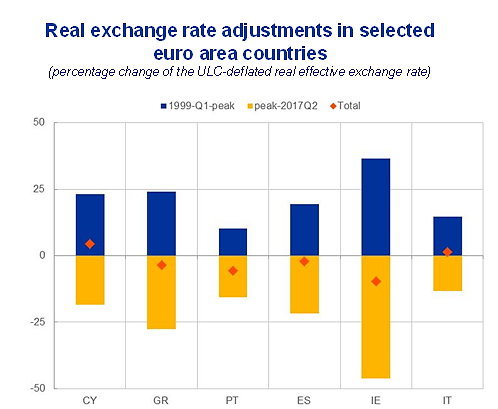 Real exchange rate adjustments in selected
euro area countries
(percentage change of the ULC-deflated real effective exchange rate)
1999-Q1-peak peak-2017Q2 Total
50
25
0
-25
-50
CY GR PT ES IE IT